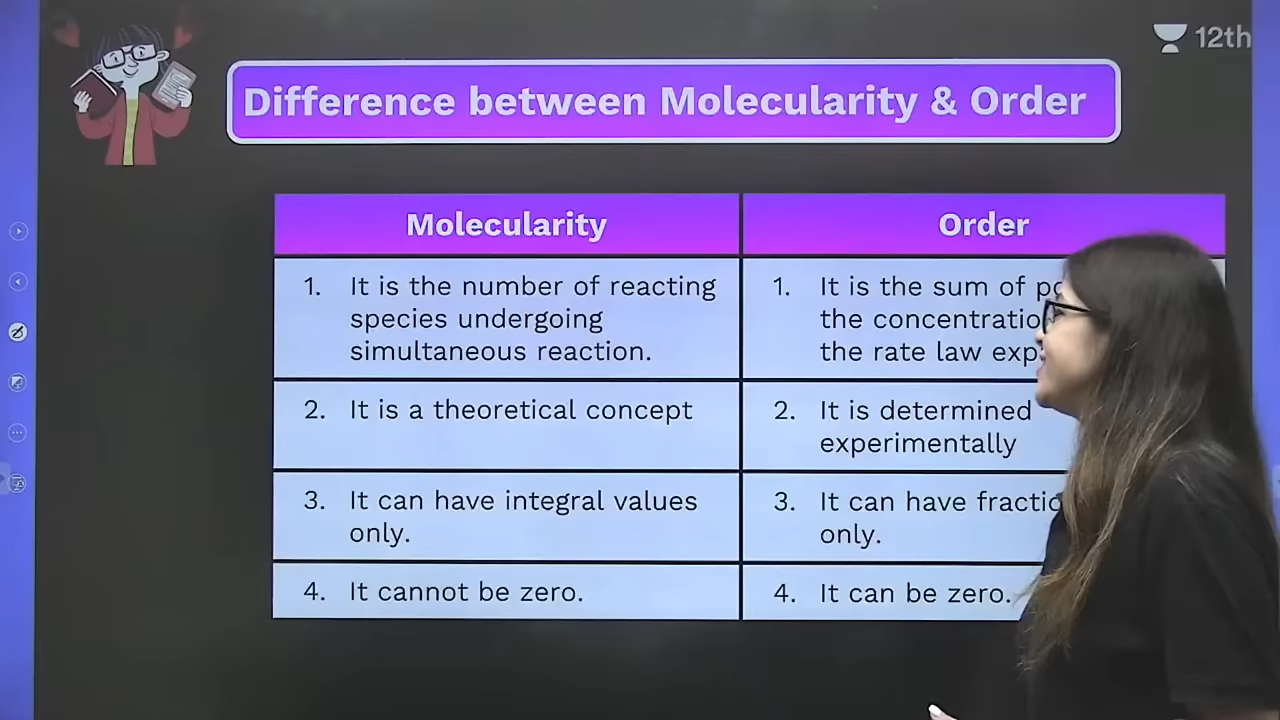 12th
Difference between Molecularity & Order
Molecularity
Order
1. It is the number of reacting
species undergoing
simultaneous reaction.
1. It is the sum of
the
the rate law
2. It is a theoretical concept
2. It is determined
experimentally
3. It can have integral values
only.
3. It can have
only.
4. It cannot be zero.
4. It can be zero.